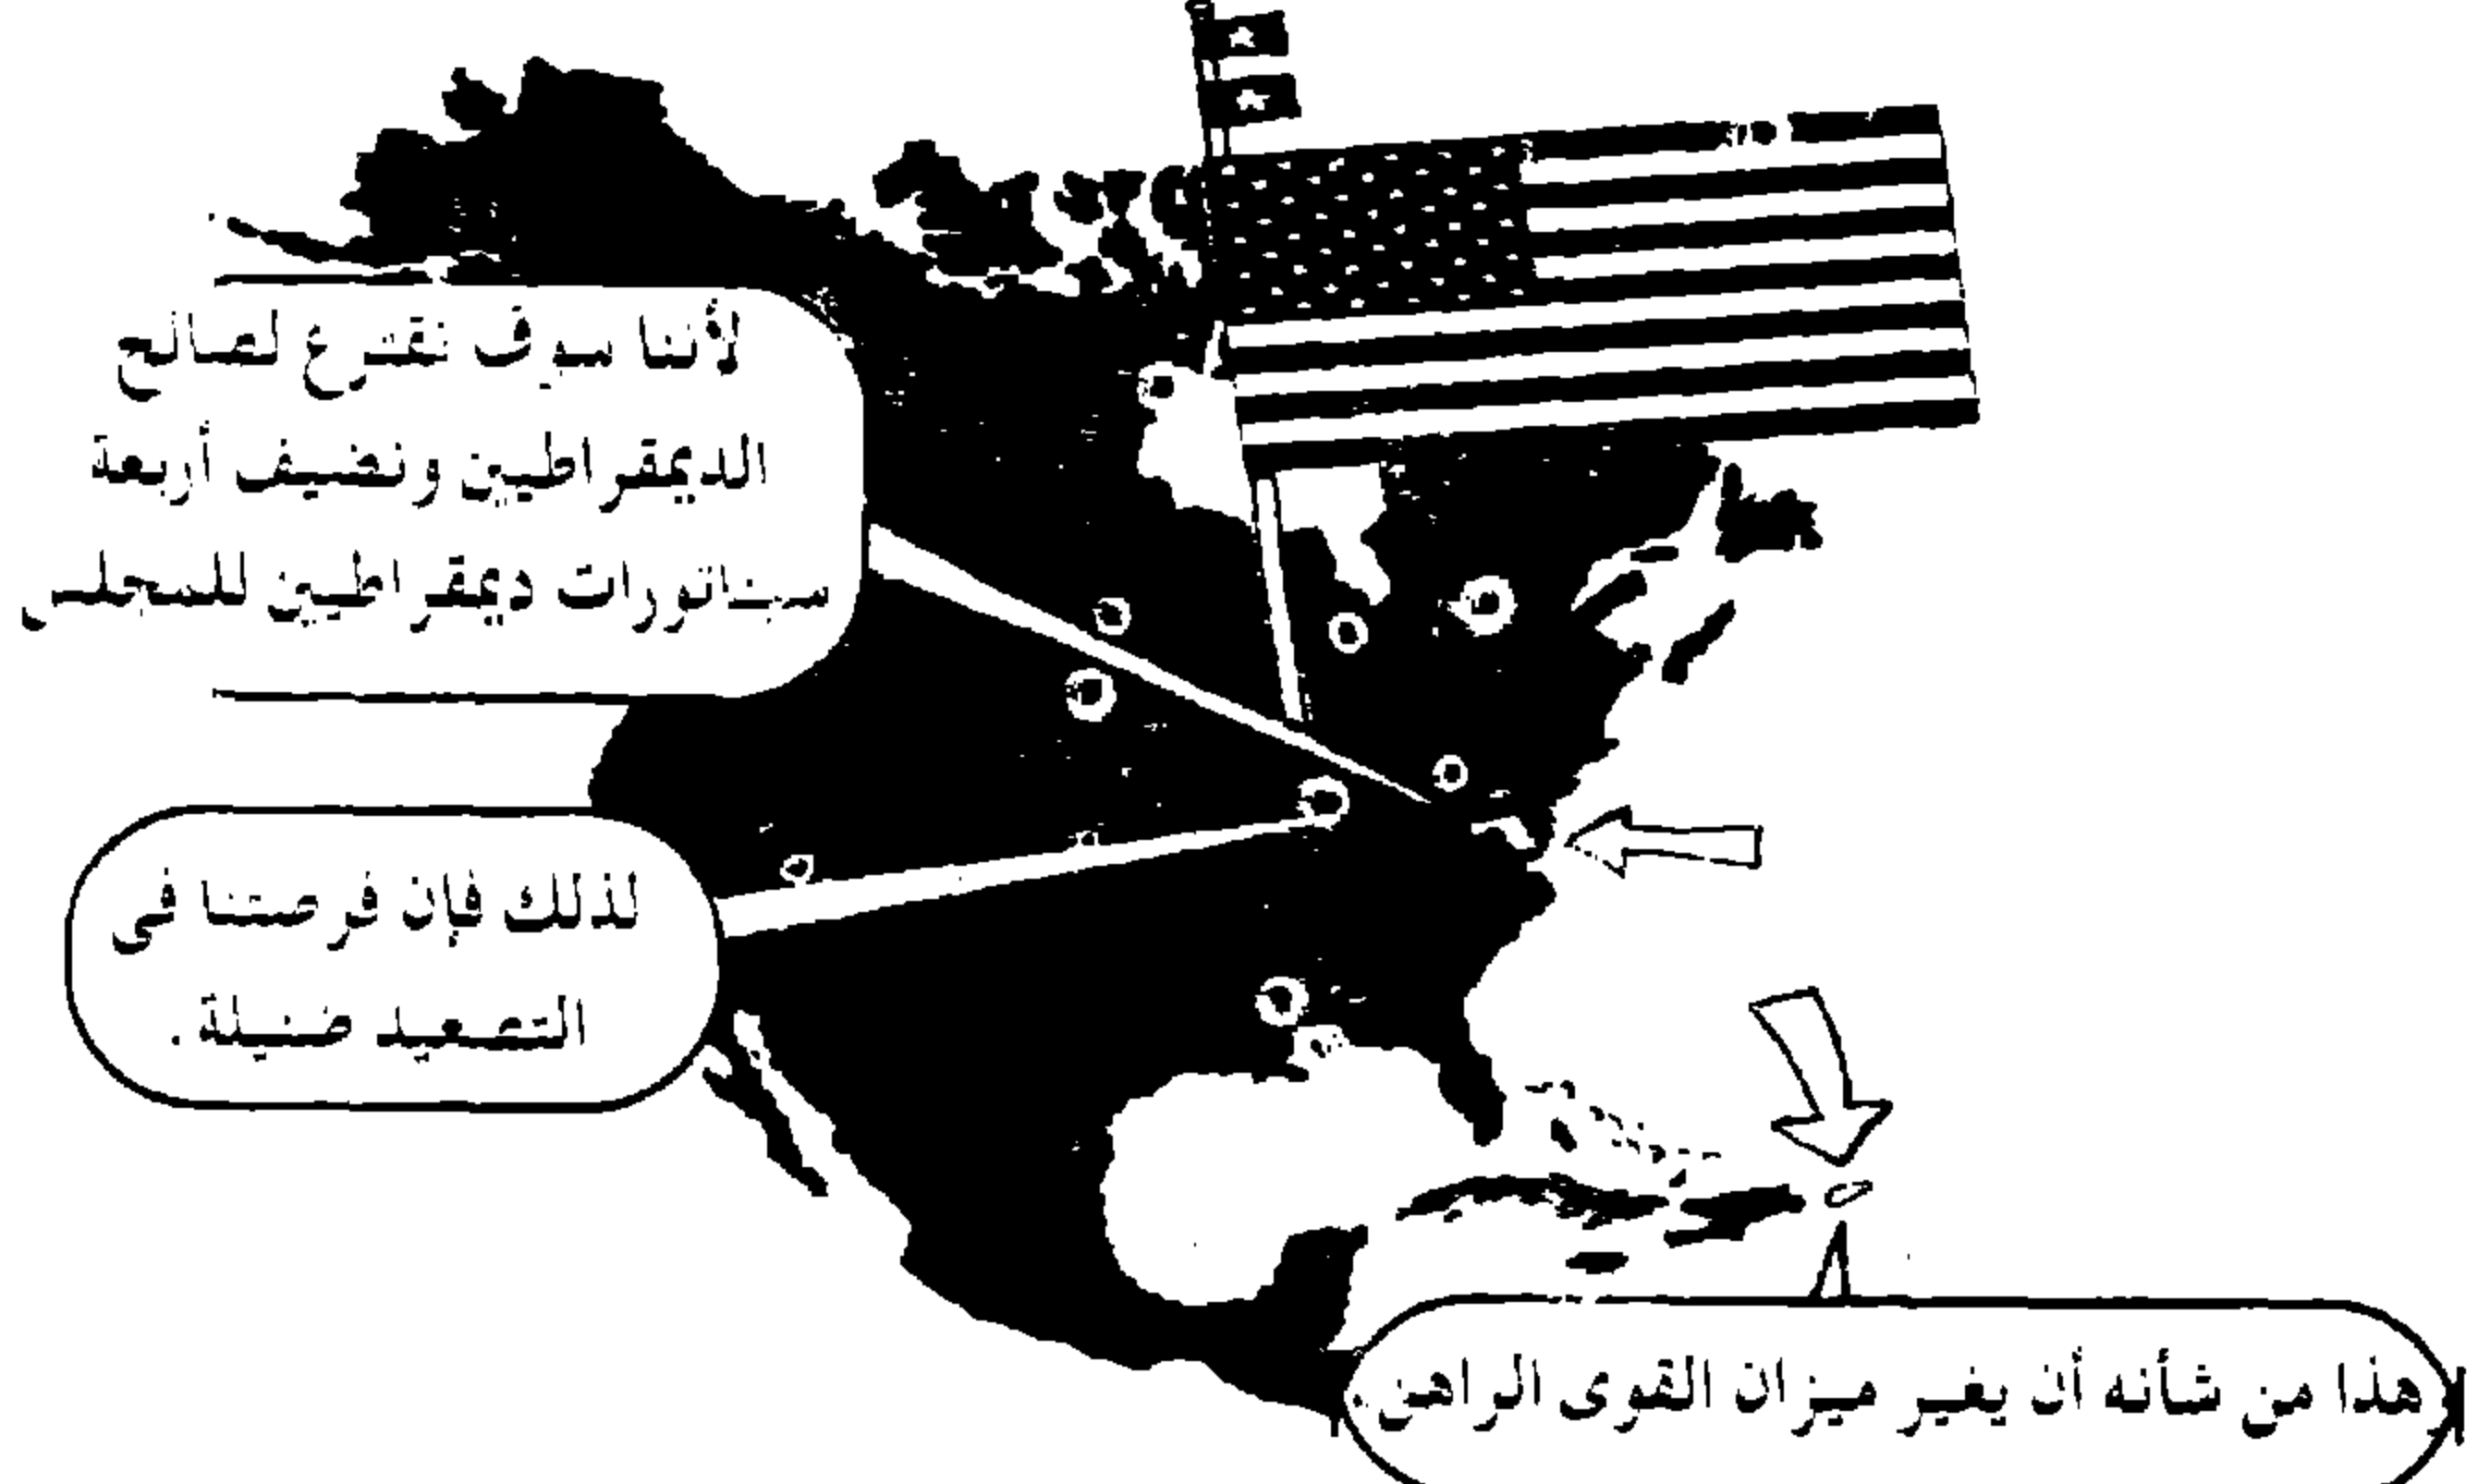 لأننا سوف نقترع لصالح
الديمقراطيين ونضيف أربعة
سيناتورات ديمقراطيين للمجلس
لذلك فإن فرصتنا في
التصعيد ضئيلة .
هذا من شأنه أن يغير ميزان القوى الراهن.